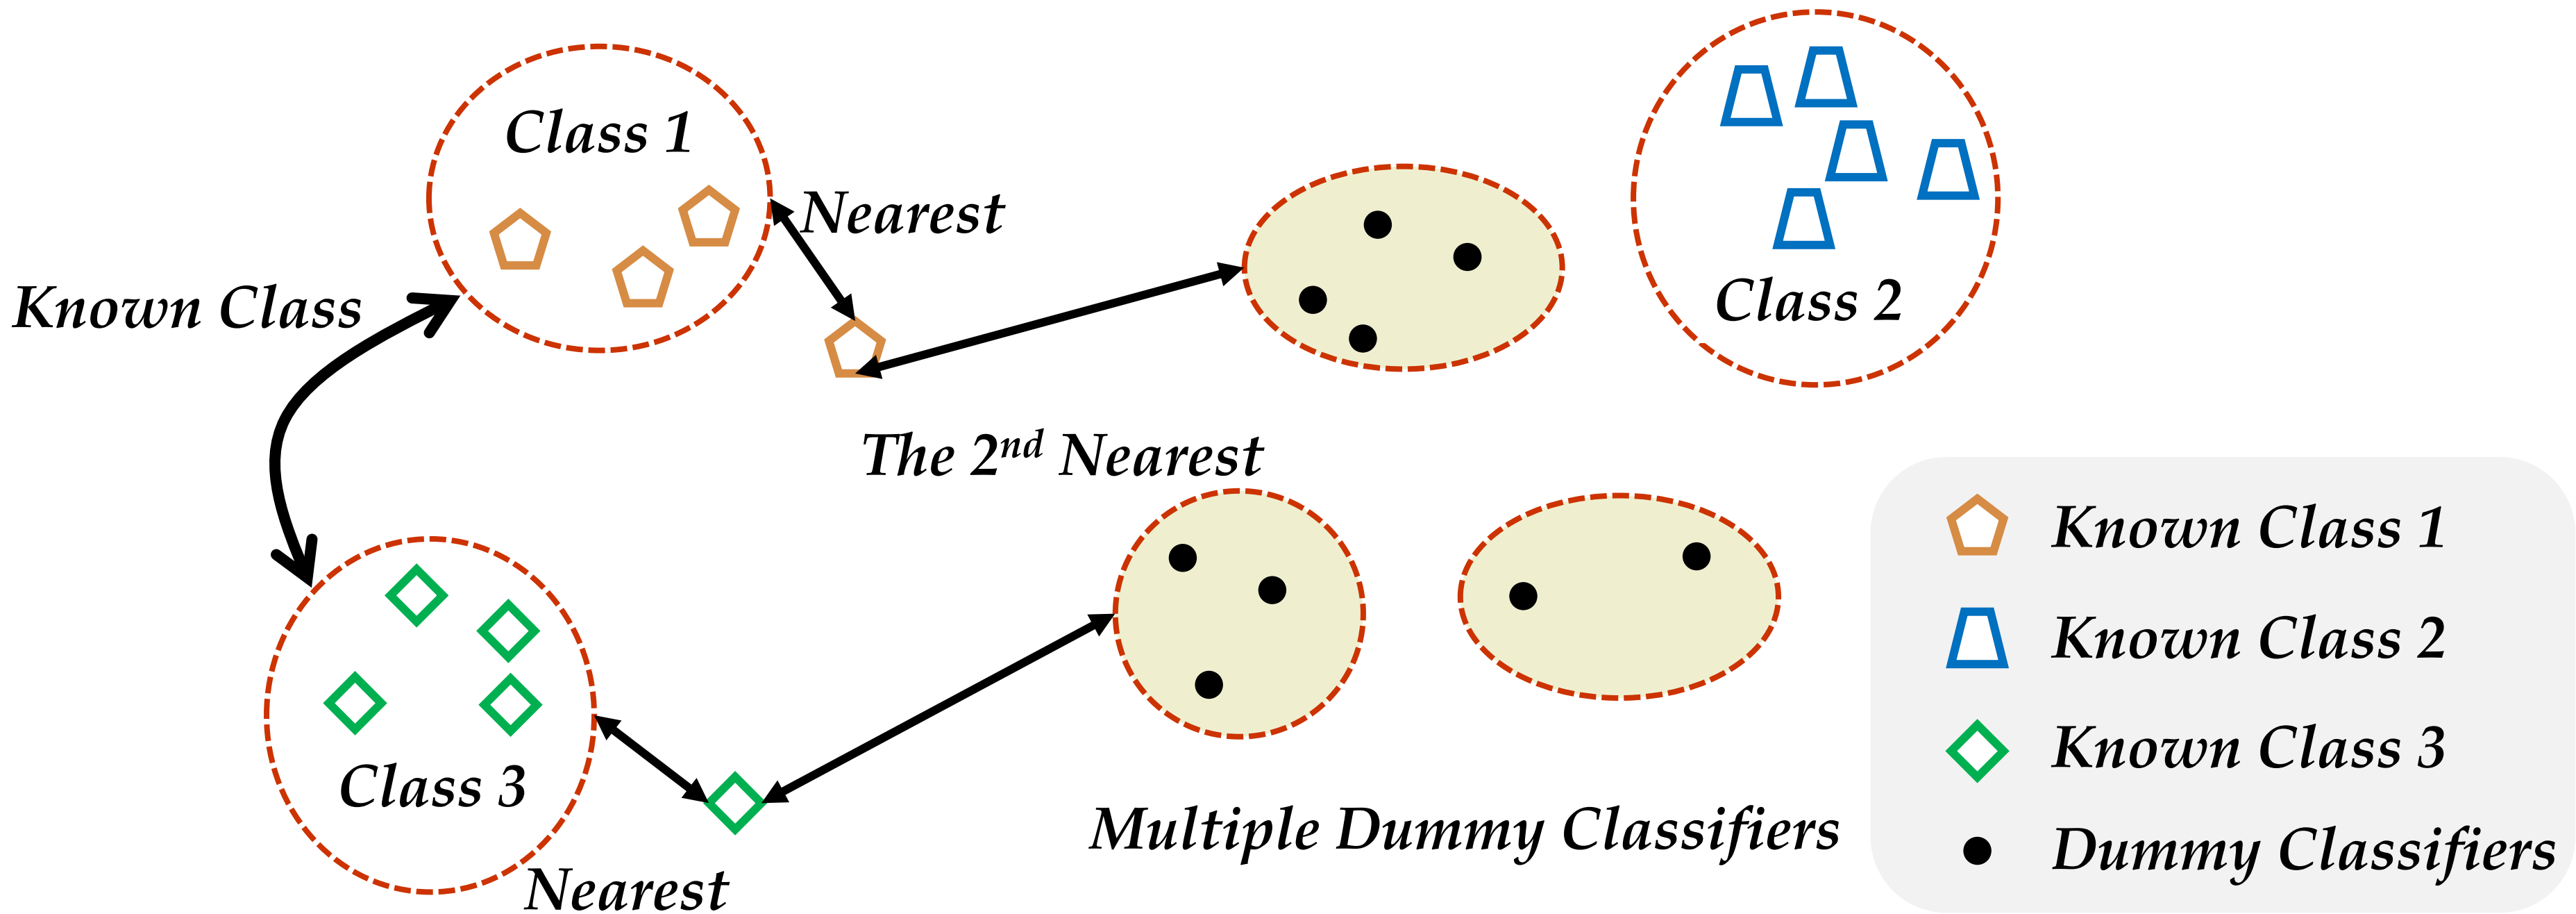 Class 1
Nearest
Known Class
Class 2
The 2nd Nearest
Class 3
Nearest
Multiple Dummy Classifiers
Known Class 1
Known Class 2
Known Class 3
Dummy Classifiers